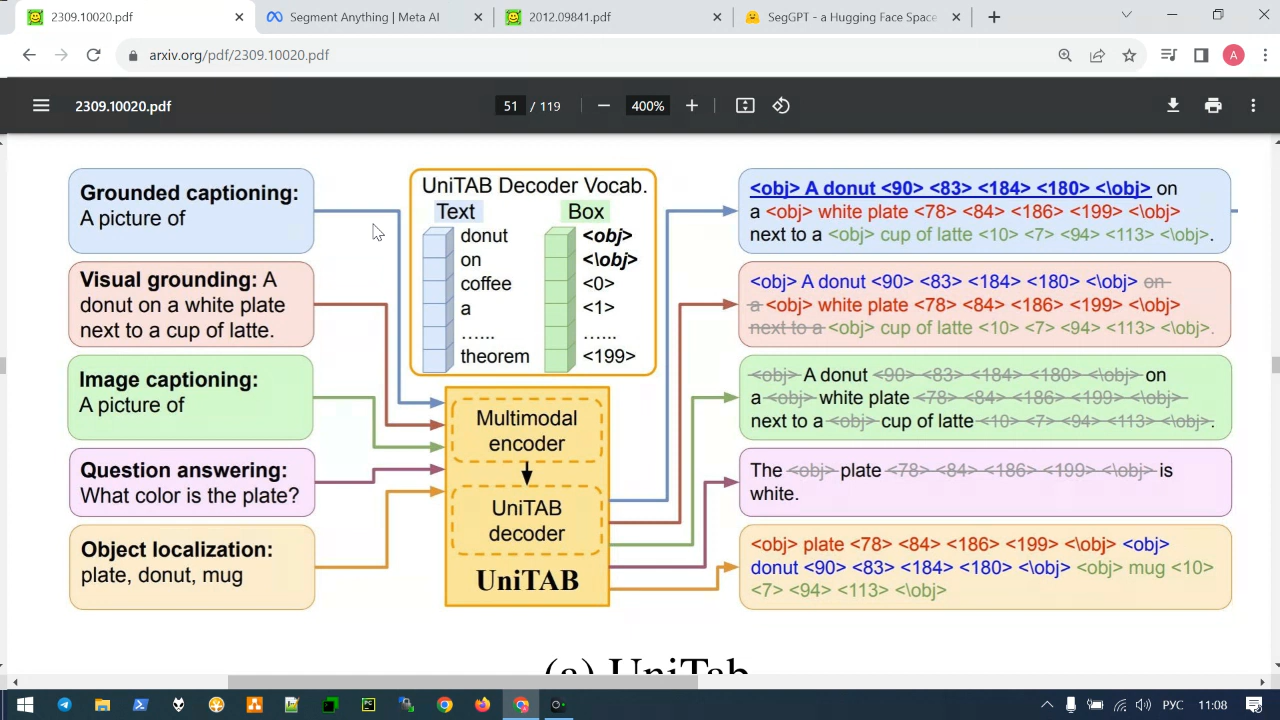 2309.10020.pdf
Segment Anything | Meta AI
2012.09841.pdf
SegGPT - a Hugging Face Space
arxiv.org/pdf/2309.10020.pdf
A
2309.10020.pdf
51 / 119
400%
Grounded captioning:
A picture of
Visual grounding: A
donut on a white plate
next to a cup of latte.
Image captioning:
A picture of
Question answering:
What color is the plate?
Object localization:
plate, donut, mug
UniTAB Decoder Vocab.
Text Box
donut <obj>
on <\obj>
coffee <0>
a <1>
...... ......
theorem <199>
Multimodal
encoder
UniTAB
decoder
UniTAB
<obj> A donut <90> <83> <184> <180> <\obj> on
a <obj> white plate <78> <84> <186> <199> <\obj>
next to a <obj> cup of latte <10> <7> <94> <113> <\obj>.
<obj> A donut <90> <83> <184> <180> <\obj> on
a <obj> white plate <78> <84> <186> <199> <\obj>
next to a <obj> cup of latte <10> <7> <94> <113> <\obj>.
<obj> A donut <90> <83> <184> <180> <\obj> on
a <obj> white plate <78> <84> <186> <199> <\obj>
next to a <obj> cup of latte <10> <7> <94> <113> <\obj>.
The <obj> plate <78> <84> <186> <199> <\obj> is
white.
<obj> plate <78> <84> <186> <199> <\obj> <obj>
donut <90> <83> <184> <180> <\obj> <obj> mug <10>
<7> <94> <113> <\obj>
(a) UniTab
РУС 11:08